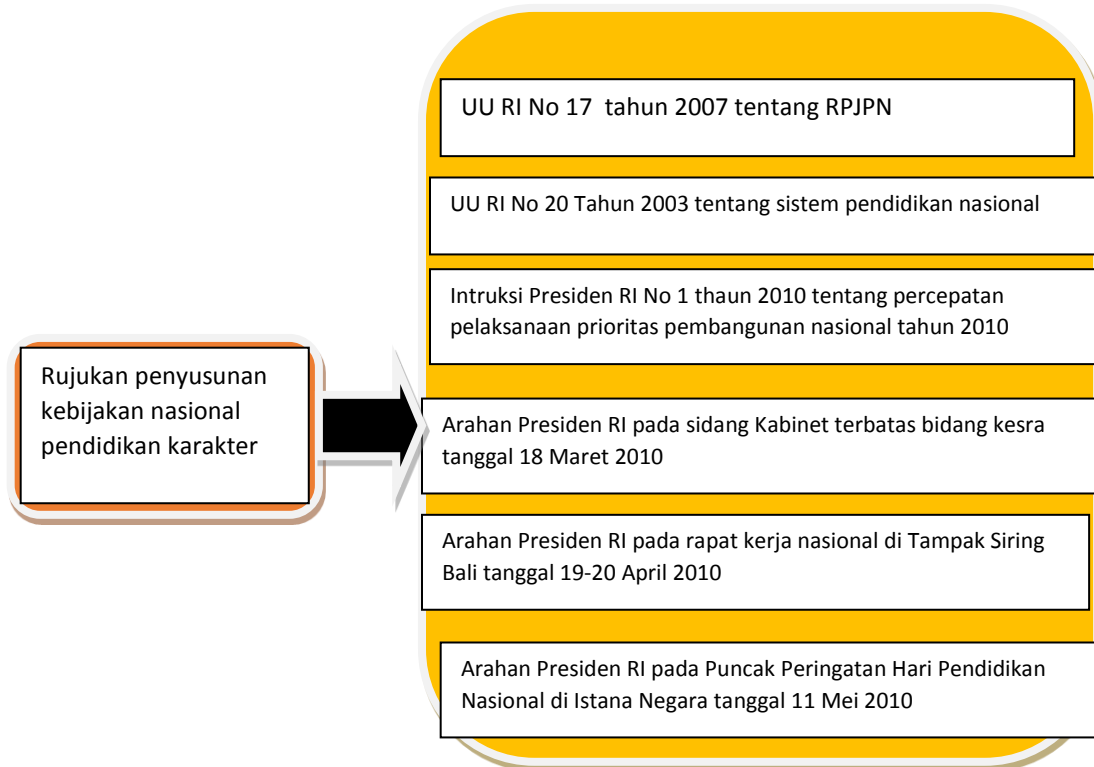 Rujukan penyusunan
kebijakan nasional
pendidikan karakter
UU RI No 17  tahun 2007 tentang RPJPN
UU RI No 20 Tahun 2003 tentang sistem pendidikan nasional
Intruksi Presiden RI No 1 thaun 2010 tentang percepatan
pelaksanaan prioritas pembangunan nasional tahun 2010
Arahan Presiden RI pada sidang Kabinet terbatas bidang kesra
tanggal 18 Maret 2010
Arahan Presiden RI pada rapat kerja nasional di Tampak Siring
Bali tanggal 19-20 April 2010
Arahan Presiden RI pada Puncak Peringatan Hari Pendidikan
Nasional di Istana Negara tanggal 11 Mei 2010